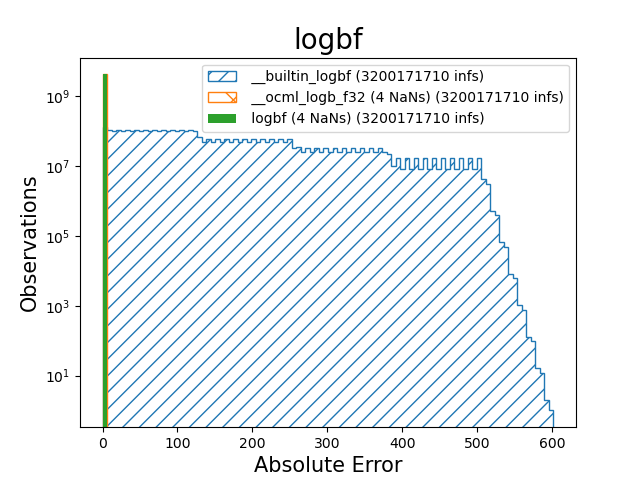 logbf
__builtin_logbf (3200171710 infs)
__ocml_logb_f32 (4 NaNs) (3200171710 infs)
logbf (4 NaNs) (3200171710 infs)
Observations
10⁹
10⁷
10⁵
10³
10¹
0 100 200 300 400 500 600
Absolute Error